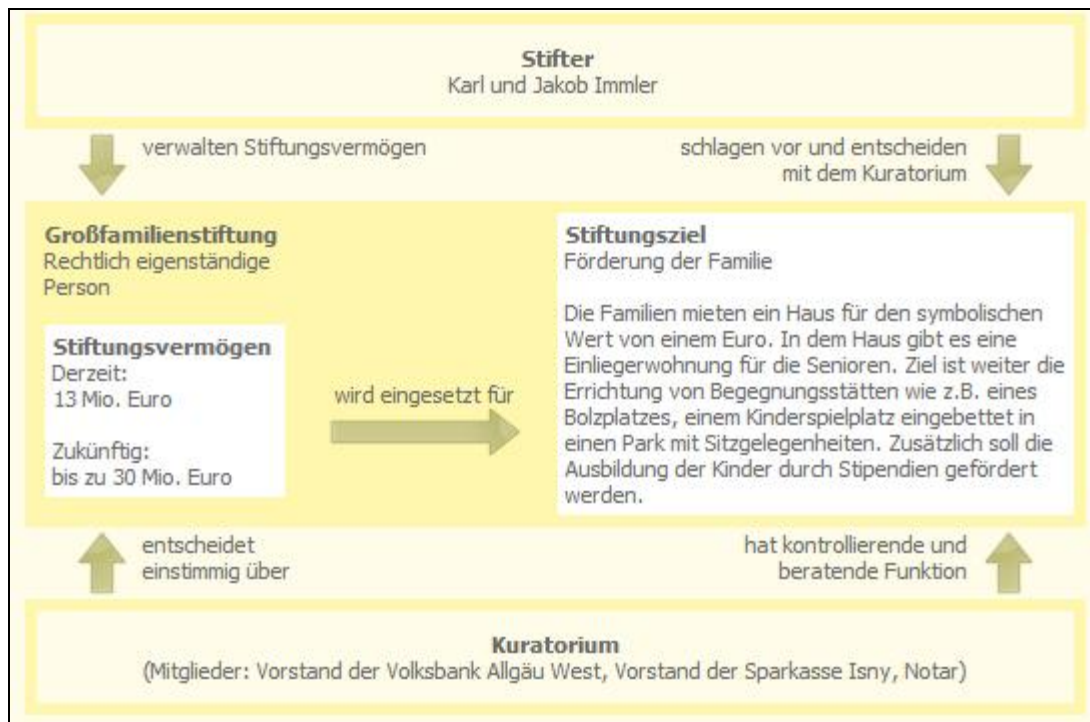 Stifter
Karl und Jakob Immler
verwalten Stiftungsvermögen
schlagen vor und entscheiden
mit dem Kuratorium
Großfamilienstiftung
Rechtlich eigenständige
Person
Stiftungsvermögen
Derzeit:
13 Mio. Euro
Zukünftig:
bis zu 30 Mio. Euro
wird eingesetzt für
Stiftungsziel
Förderung der Familie
Die Familien mieten ein Haus für den symbolischen
Wert von einem Euro. In dem Haus gibt es eine
Einliegerwohnung für die Senioren. Ziel ist weiter die
Errichtung von Begegnungsstätten wie z.B. eines
Bolzplatzes, einem Kinderspielplatz eingebettet in
einen Park mit Sitzgelegenheiten. Zusätzlich soll die
Ausbildung der Kinder durch Stipendien gefördert
werden.
entscheidet
einstimmig über
hat kontrollierende und
beratende Funktion
Kuratorium
(Mitglieder: Vorstand der Volksbank Allgäu West, Vorstand der Sparkasse Isny, Notar)